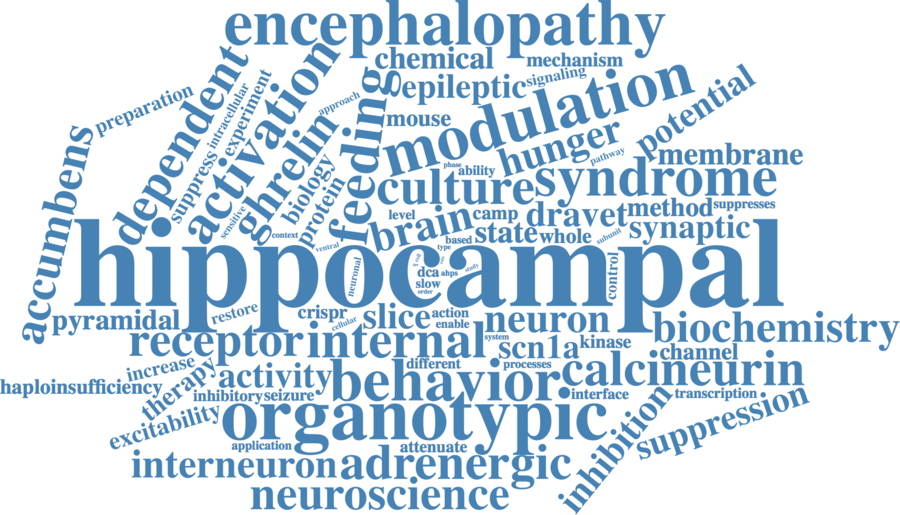 encephalopathy
chemical
mechanism
signaling
epileptic
preparation
dependent
intracellular
experiment
activation
approach
feeding
mouse
modulation
potential
hunger
pathway
membrane
suppress
ghrelin
biology
protein
phase
ability
culture
syndrome
accumbens
sensitive
context
ventral
level
camp
brain
dravet
method
suppresses
state
whole
subunit
synaptic
based
type
hippocampal
neuronal
dca
ahps
study
slow
order
control
pyramidal
restore
crispr
cellular
slice
action
enable
neuron
biochemistry
receptor
internal
system
scn1a
kinase
channel
increase
therapy
activity
different
processes
behavior
calcineurin
haploinsufficiency
inhibitory
seizure
interface
transcription
excitability
organotypic
inhibition
suppression
application
attenuate
interneuron
adrenergic
neuroscience